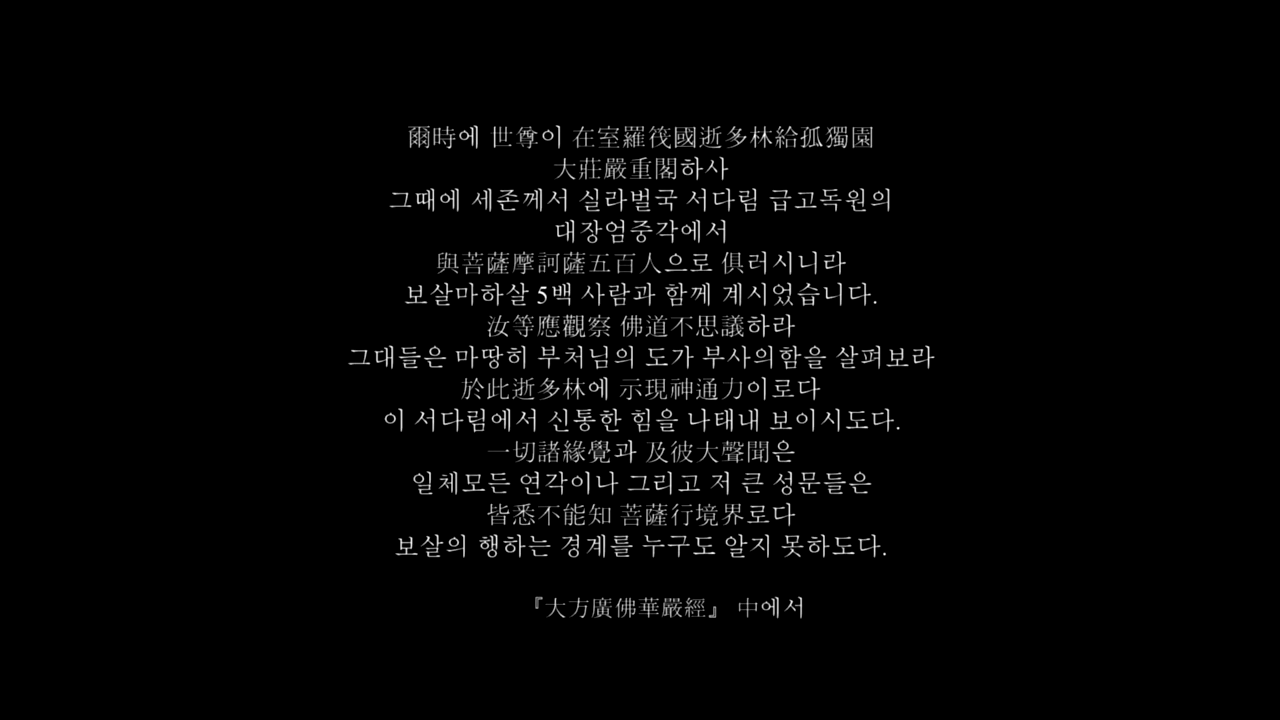 爾時에 世尊이 在室羅筏國逝多林給孤獨園
大莊嚴重閣하사
그때에 세존께서 실라벌국 서다림 급고독원의
대장엄중각에서
與菩薩摩訶薩五百人으로 俱러시니라
보살마하살 5백 사람과 함께 계시었습니다.
汝等應觀察 佛道不思議하라
그대들은 마땅히 부처님의 도가 부사의함을 살펴보라
於此逝多林에 示現神通力이로다
이 서다림에서 신통한 힘을 나태내 보이시도다.
一切諸緣覺과 及彼大聲聞은
일체모든 연각이나 그리고 저 큰 성문들은
皆悉不能知 菩薩行境界로다
보살의 행하는 경계를 누구도 알지 못하도다.
『大方廣佛華嚴經』 中에서